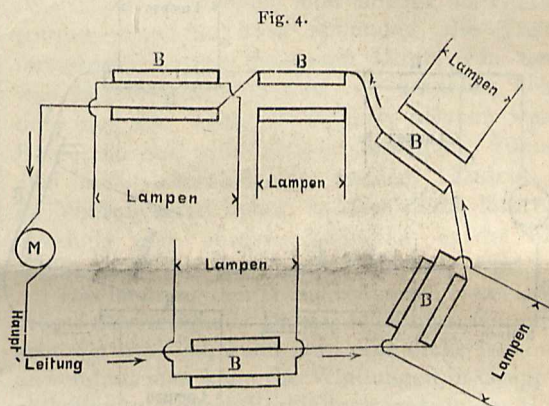 Fig. 4.
B
B
Lampen
B
Lampen
Lampen
M
Lampen
B
Haupt-
Leitung
B
Lampen